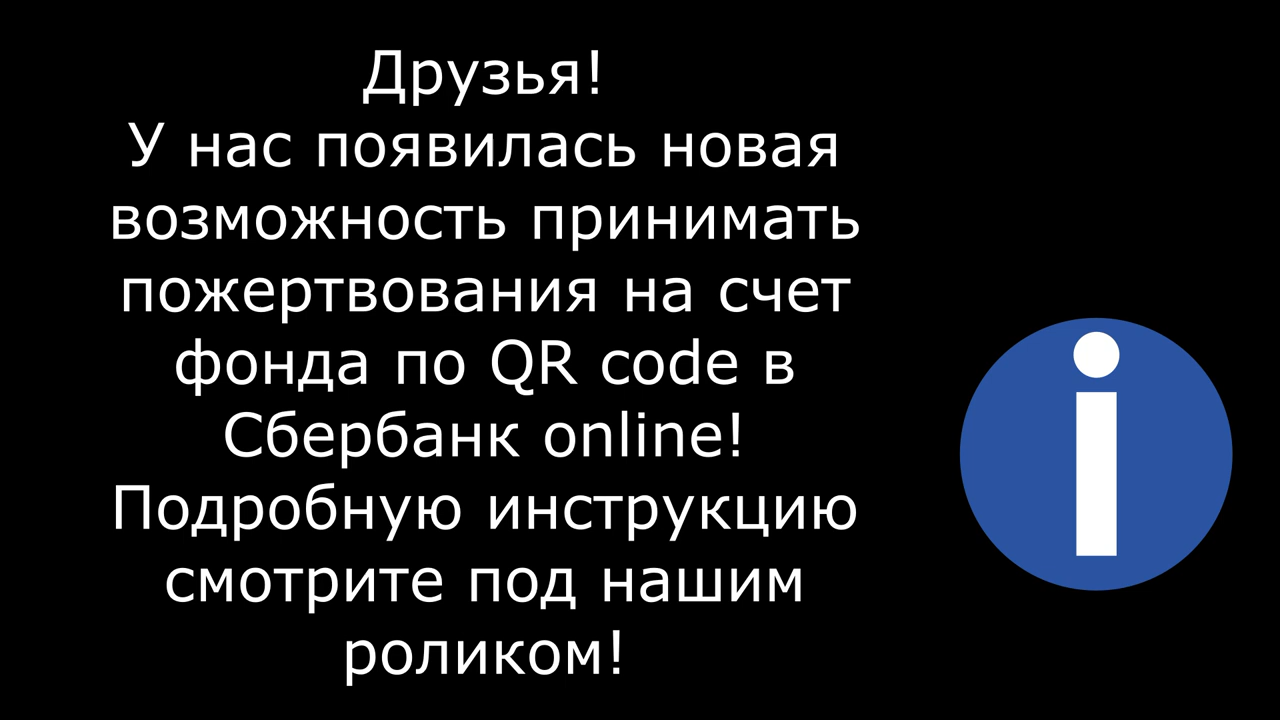 Друзья!
У нас появилась новая
возможность принимать
пожертвования на счет
фонда по QR code в
Сбербанк online!
Подробную инструкцию
смотрите под нашим
роликом!
i